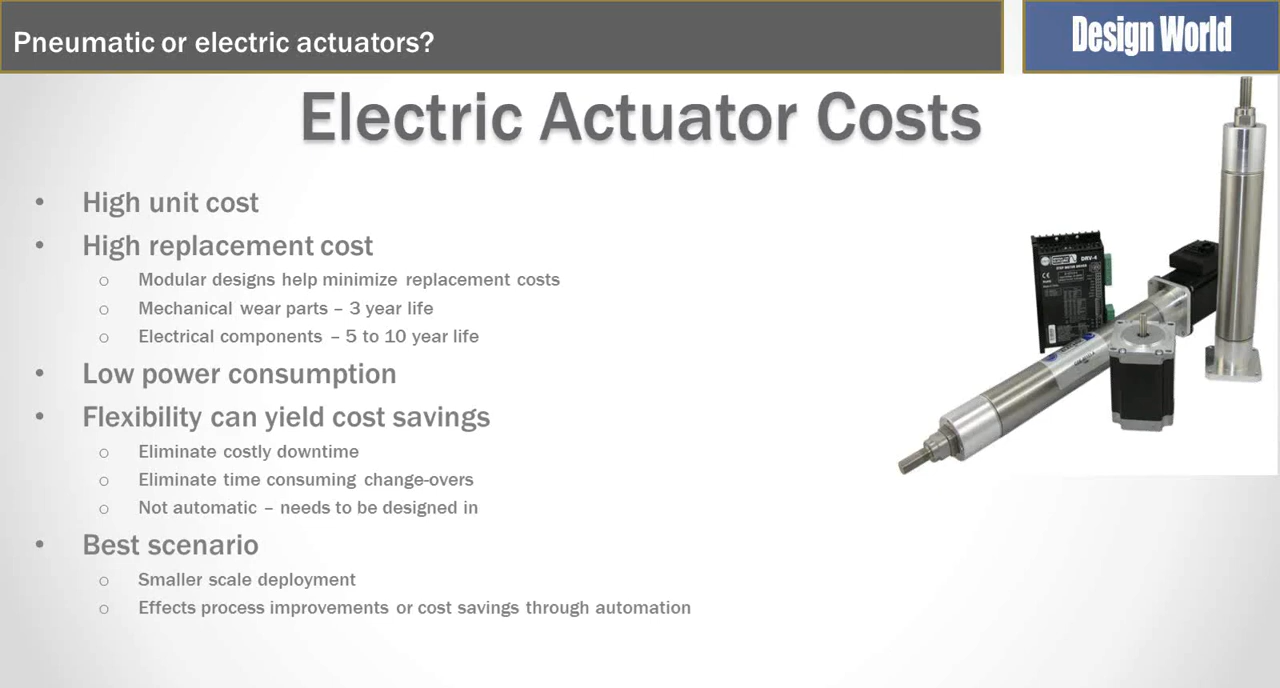 Pneumatic or electric actuators?
Design World
Electric Actuator Costs
• High unit cost
• High replacement cost
o Modular designs help minimize replacement costs
o Mechanical wear parts – 3 year life
o Electrical components – 5 to 10 year life
• Low power consumption
• Flexibility can yield cost savings
o Eliminate costly downtime
o Eliminate time consuming change-overs
o Not automatic – needs to be designed in
• Best scenario
o Smaller scale deployment
o Effects process improvements or cost savings through automation
DRV-4